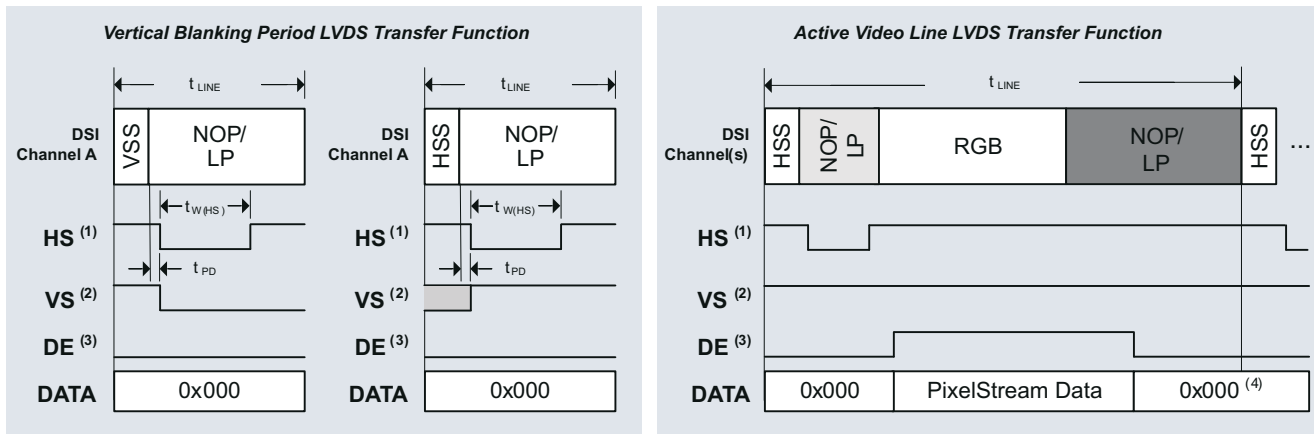 Vertical Blanking Period LVDS Transfer Function
t LINE
t LINE
DSI
Channel A
VSS
NOP/
LP
DSI
Channel A
HSS
NOP/
LP
t W(HS)
t W(HS)
HS (1)
HS (1)
t PD
t PD
VS (2)
VS (2)
DE (3)
DE (3)
DATA
0x000
DATA
0x000
Active Video Line LVDS Transfer Function
t LINE
DSI
Channel(s)
HSS
NOP/
LP
RGB
NOP/
LP
HSS
...
HS (1)
VS (2)
DE (3)
DATA
0x000
PixelStream Data
0x000 (4)